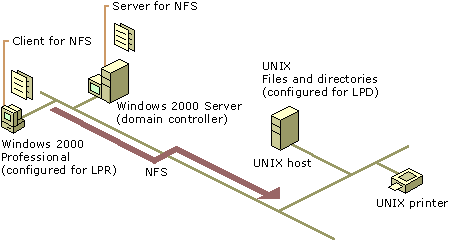 Server for NFS
Client for NFS
UNIX
Files and directories
(configured for LPD)
Windows 2000 Server
(domain controller)
Windows 2000
Professional
(configured for LPR)
NFS
UNIX host
UNIX printer